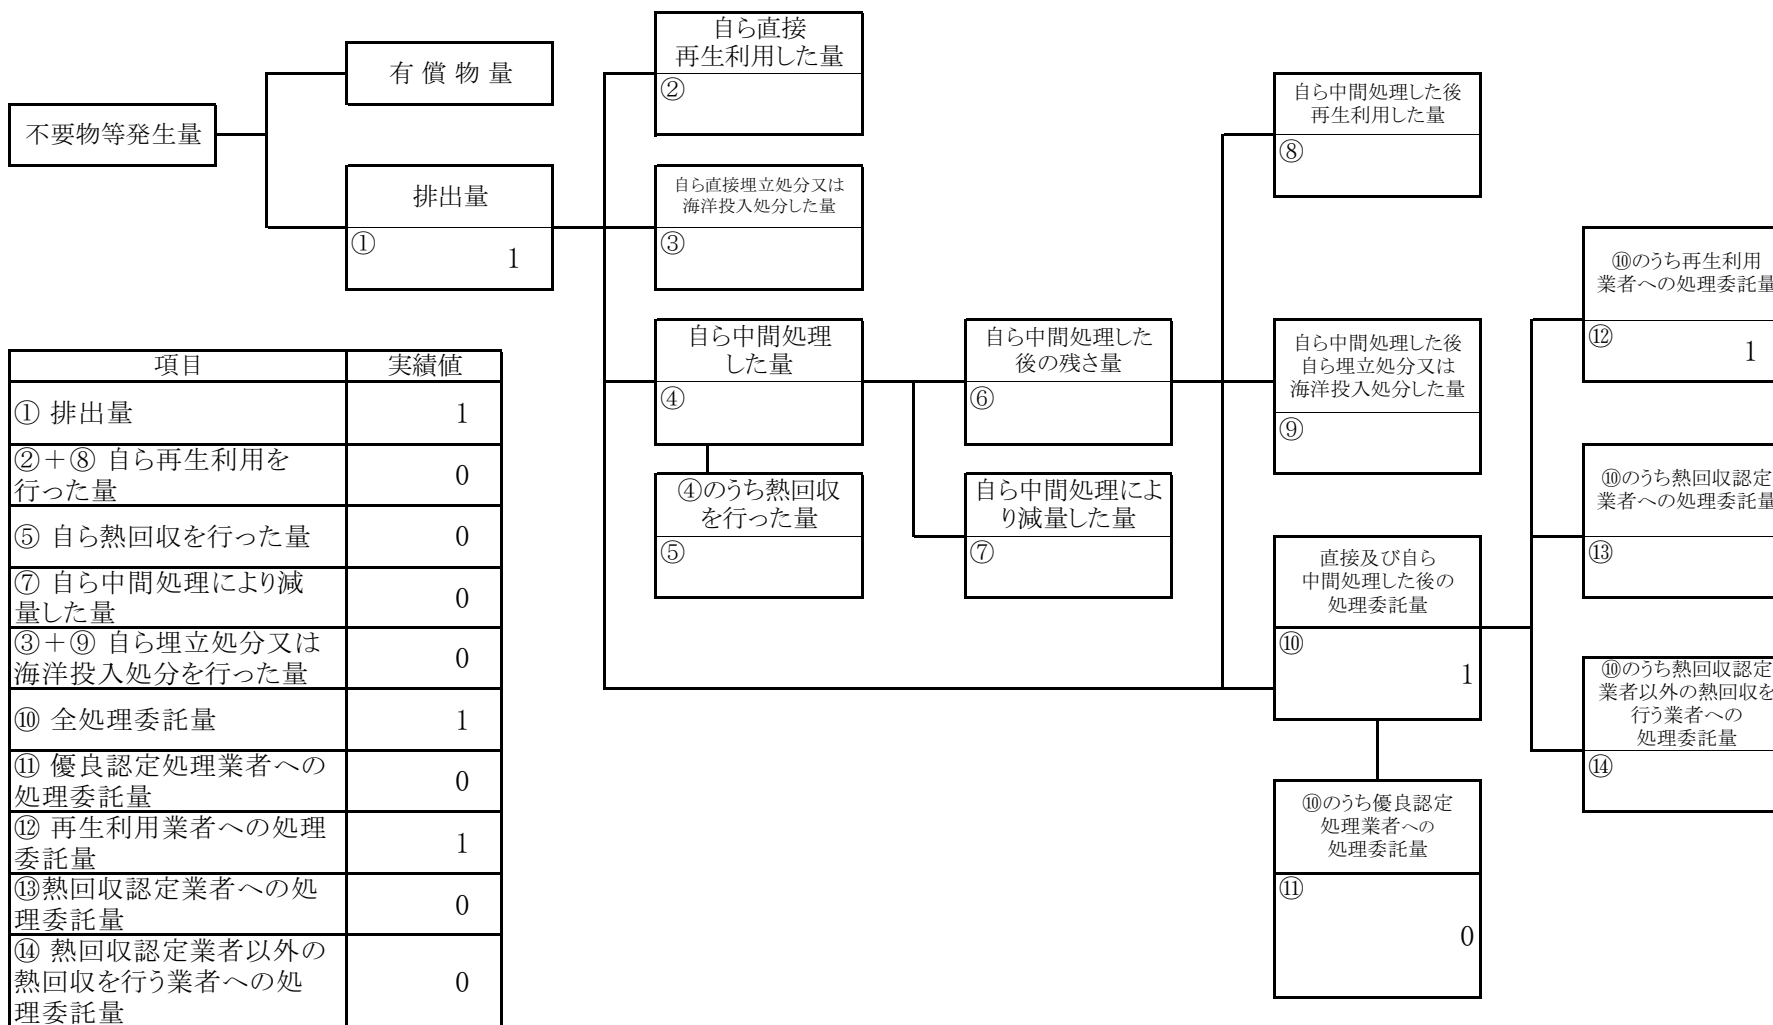 不要物等発生量
有償物量
排出量
①
1
自ら直接
再生利用した量
②
自ら直接埋立処分又は
海洋投入処分した量
③
自ら中間処理
した量
④
④のうち熱回収
を行った量
⑤
自ら中間処理した
後の残さ量
⑥
自ら中間処理によ
り減量した量
⑦
自ら中間処理した後
再生利用した量
⑧
自ら中間処理した後
自ら埋立処分又は
海洋投入処分した量
⑨
直接及び自ら
中間処理した後の
処理委託量
⑩
1
⑩のうち優良認定
処理業者への
処理委託量
⑪
0
⑩のうち再生利用
業者への処理委託量
⑫
1
⑩のうち熱回収認定
業者への処理委託量
⑬
⑩のうち熱回収認定
業者以外の熱回収を
行う業者への
処理委託量
⑭
項目 実績値
① 排出量 1
②＋⑧ 自ら再生利用を
行った量 0
⑤ 自ら熱回収を行った量 0
⑦ 自ら中間処理により減
量した量 0
③＋⑨ 自ら埋立処分又は
海洋投入処分を行った量 0
⑩ 全処理委託量 1
⑪ 優良認定処理業者への
処理委託量 0
⑫ 再生利用業者への処理
委託量 1
⑬熱回収認定業者への処
理委託量 0
⑭ 熱回収認定業者以外の
熱回収を行う業者への処
理委託量 0